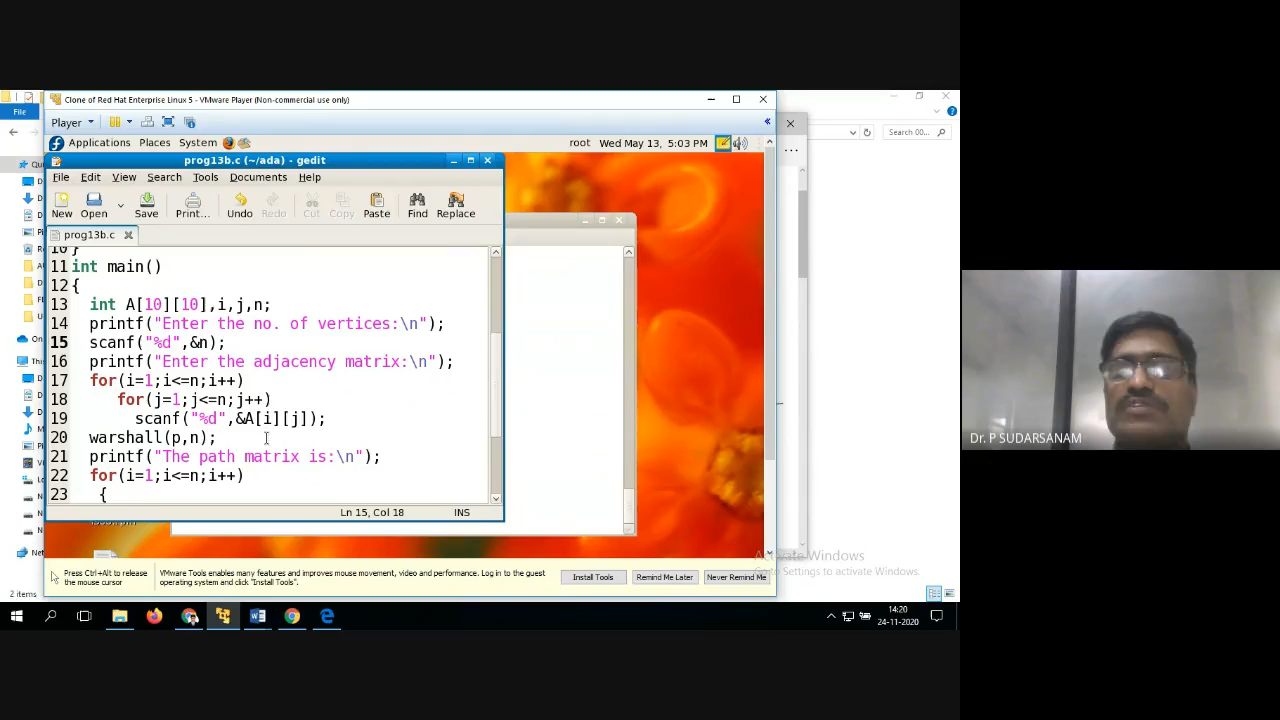 Clone of Red Hat Enterprise Linux 5 - VMware Player (Non-commercial use only)
File
Player
Search 00...
Applications Places System
root Wed May 13, 5:03 PM
prog13b.c (~/ada) - gedit
File Edit View Search Tools Documents Help
New Open Save Print... Undo Redo Cut Copy Paste Find Replace
prog13b.c
10 }
11 int main()
12 {
13 int A[10][10],i,j,n;
14 printf("Enter the no. of vertices:\n");
15 scanf("%d",&n);
16 printf("Enter the adjacency matrix:\n");
17 for(i=1;i<=n;i++)
18 for(j=1;j<=n;j++)
19 scanf("%d",&A[i][j]);
20 warshall(p,n);
21 printf("The path matrix is:\n");
22 for(i=1;i<=n;i++)
23 {
Ln 15, Col 18 INS
Dr. P SUDARSANAM
Activate Windows
Go to Settings to activate Windows.
Press Ctrl+Alt to release
the mouse cursor
VMware Tools enables many features and improves mouse movement, video and performance. Log in to the guest
operating system and click "Install Tools".
Install Tools
Remind Me Later
Never Remind Me
2 items
14:20
24-11-2020